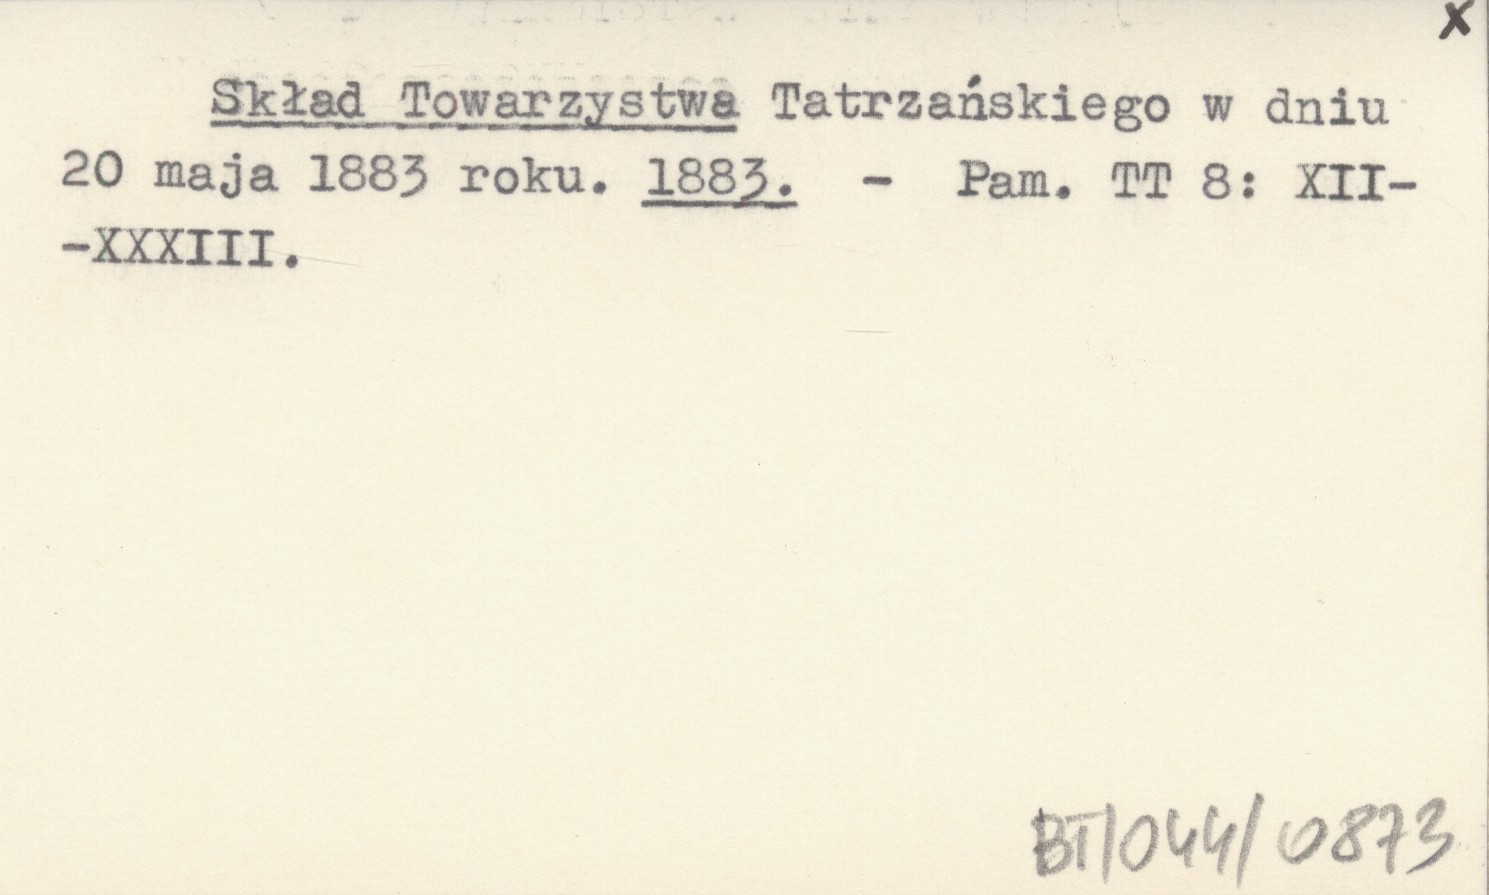 x
Skład Towarzystwa Tatrzańskiego w dniu
20 maja 1883 roku. 1883. - Pam. TT 8: XII-
-XXXIII.
BT/044/0873